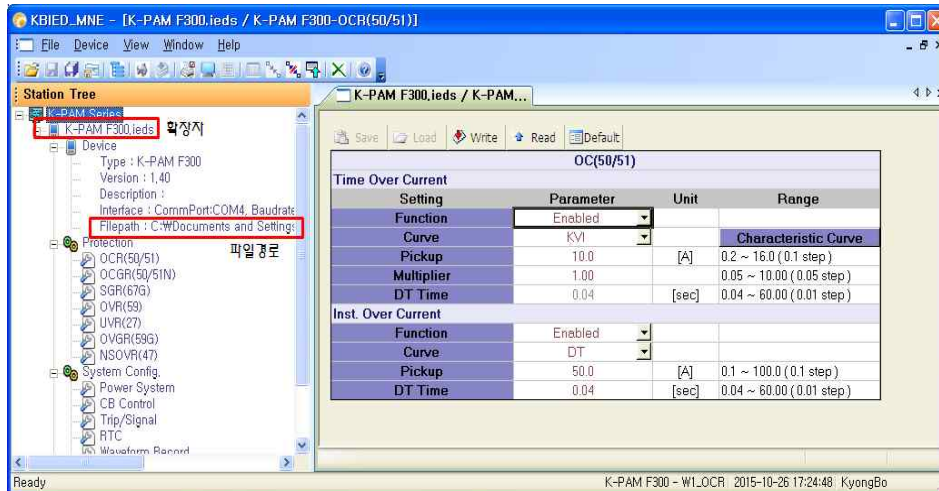 KBIED_MNE - [K-PAM F300.ieds / K-PAM F300-OCR(50/51)]
File Device View Window Help
Station Tree
K-PAM F300.ieds / K-PAM...
K-PAM Series
K-PAM F300.ieds 확장자
Device
Type : K-PAM F300
Version : 1.40
Description :
Interface : CommPort:COM4, Baudrate
Filepath : C:₩Documents and Settings
파일경로
Protection
OCR(50/51)
OCGR(50/51N)
SGR(67G)
OVR(59)
UVR(27)
OVGR(59G)
NSOVR(47)
System Config.
Power System
CB Control
Trip/Signal
RTC
Waveform Record
Save Load Write Read Default
OC(50/51)
Time Over Current
Setting Parameter Unit Range
Function Enabled
Curve KVI Characteristic Curve
Pickup 10.0 [A] 0.2 ~ 16.0 ( 0.1 step )
Multiplier 1.00 0.05 ~ 10.00 ( 0.05 step )
DT Time 0.04 [sec] 0.04 ~ 60.00 ( 0.01 step )
Inst. Over Current
Function Enabled
Curve DT
Pickup 50.0 [A] 0.1 ~ 100.0 ( 0.1 step )
DT Time 0.04 [sec] 0.04 ~ 60.00 ( 0.01 step )
Ready K-PAM F300 - W1_OCR 2015-10-26 17:24:48 KyongBo